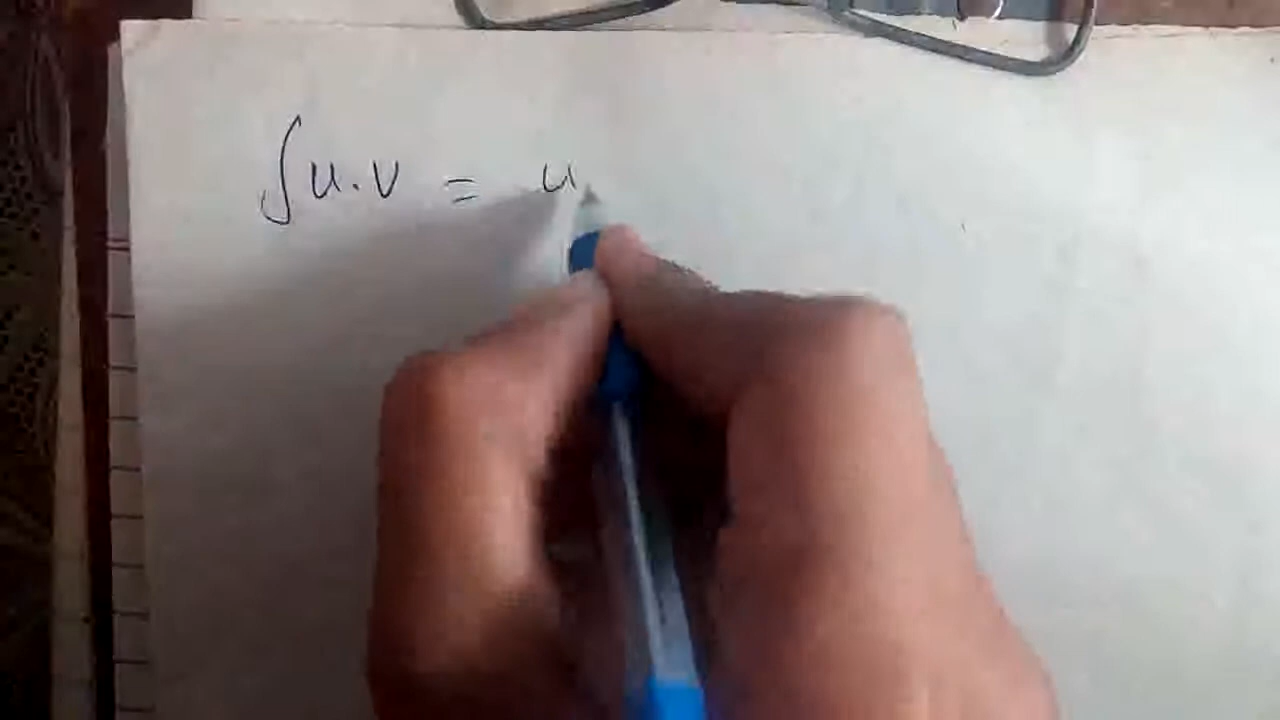 ∫u.v = u